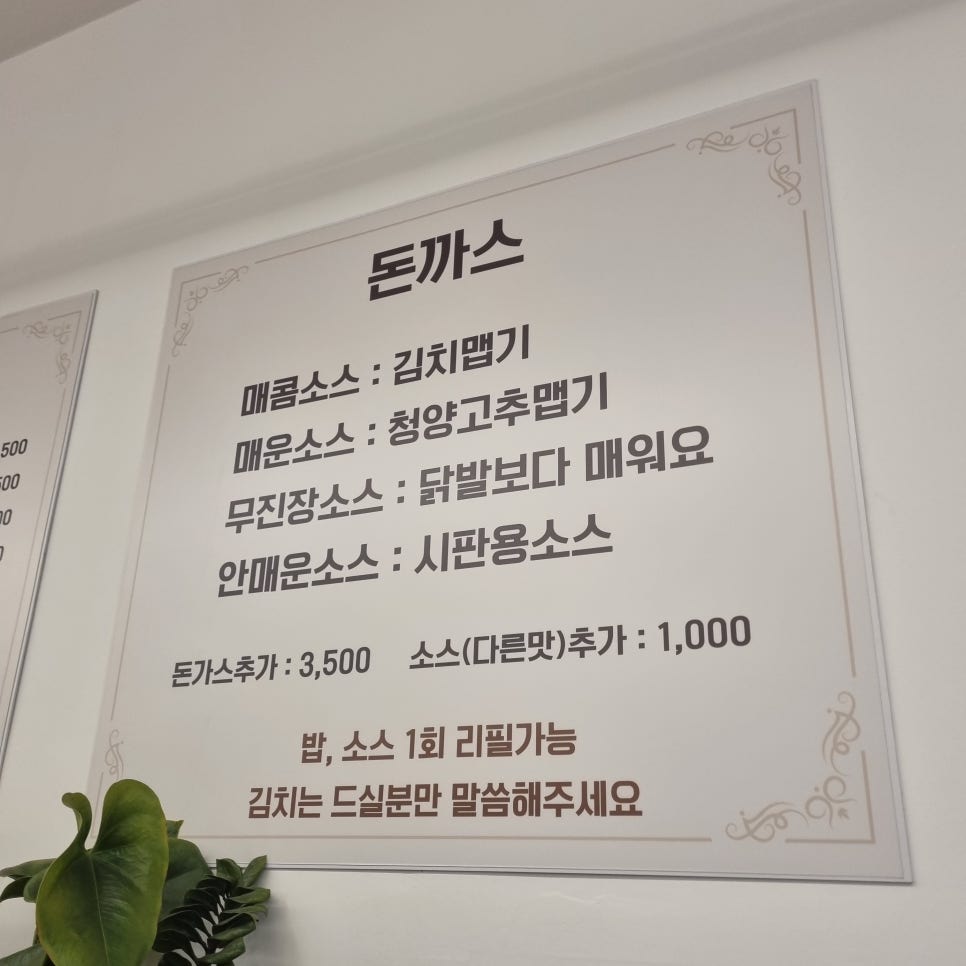 돈까스
매콤소스 : 김치맵기
매운소스 : 청양고추맵기
무진장소스 : 닭발보다 매워요
안매운소스 : 시판용소스
돈가스추가 : 3,500 소스(다른맛)추가 : 1,000
밥, 소스 1회 리필가능
김치는 드실분만 말씀해주세요
,500
500
00
0